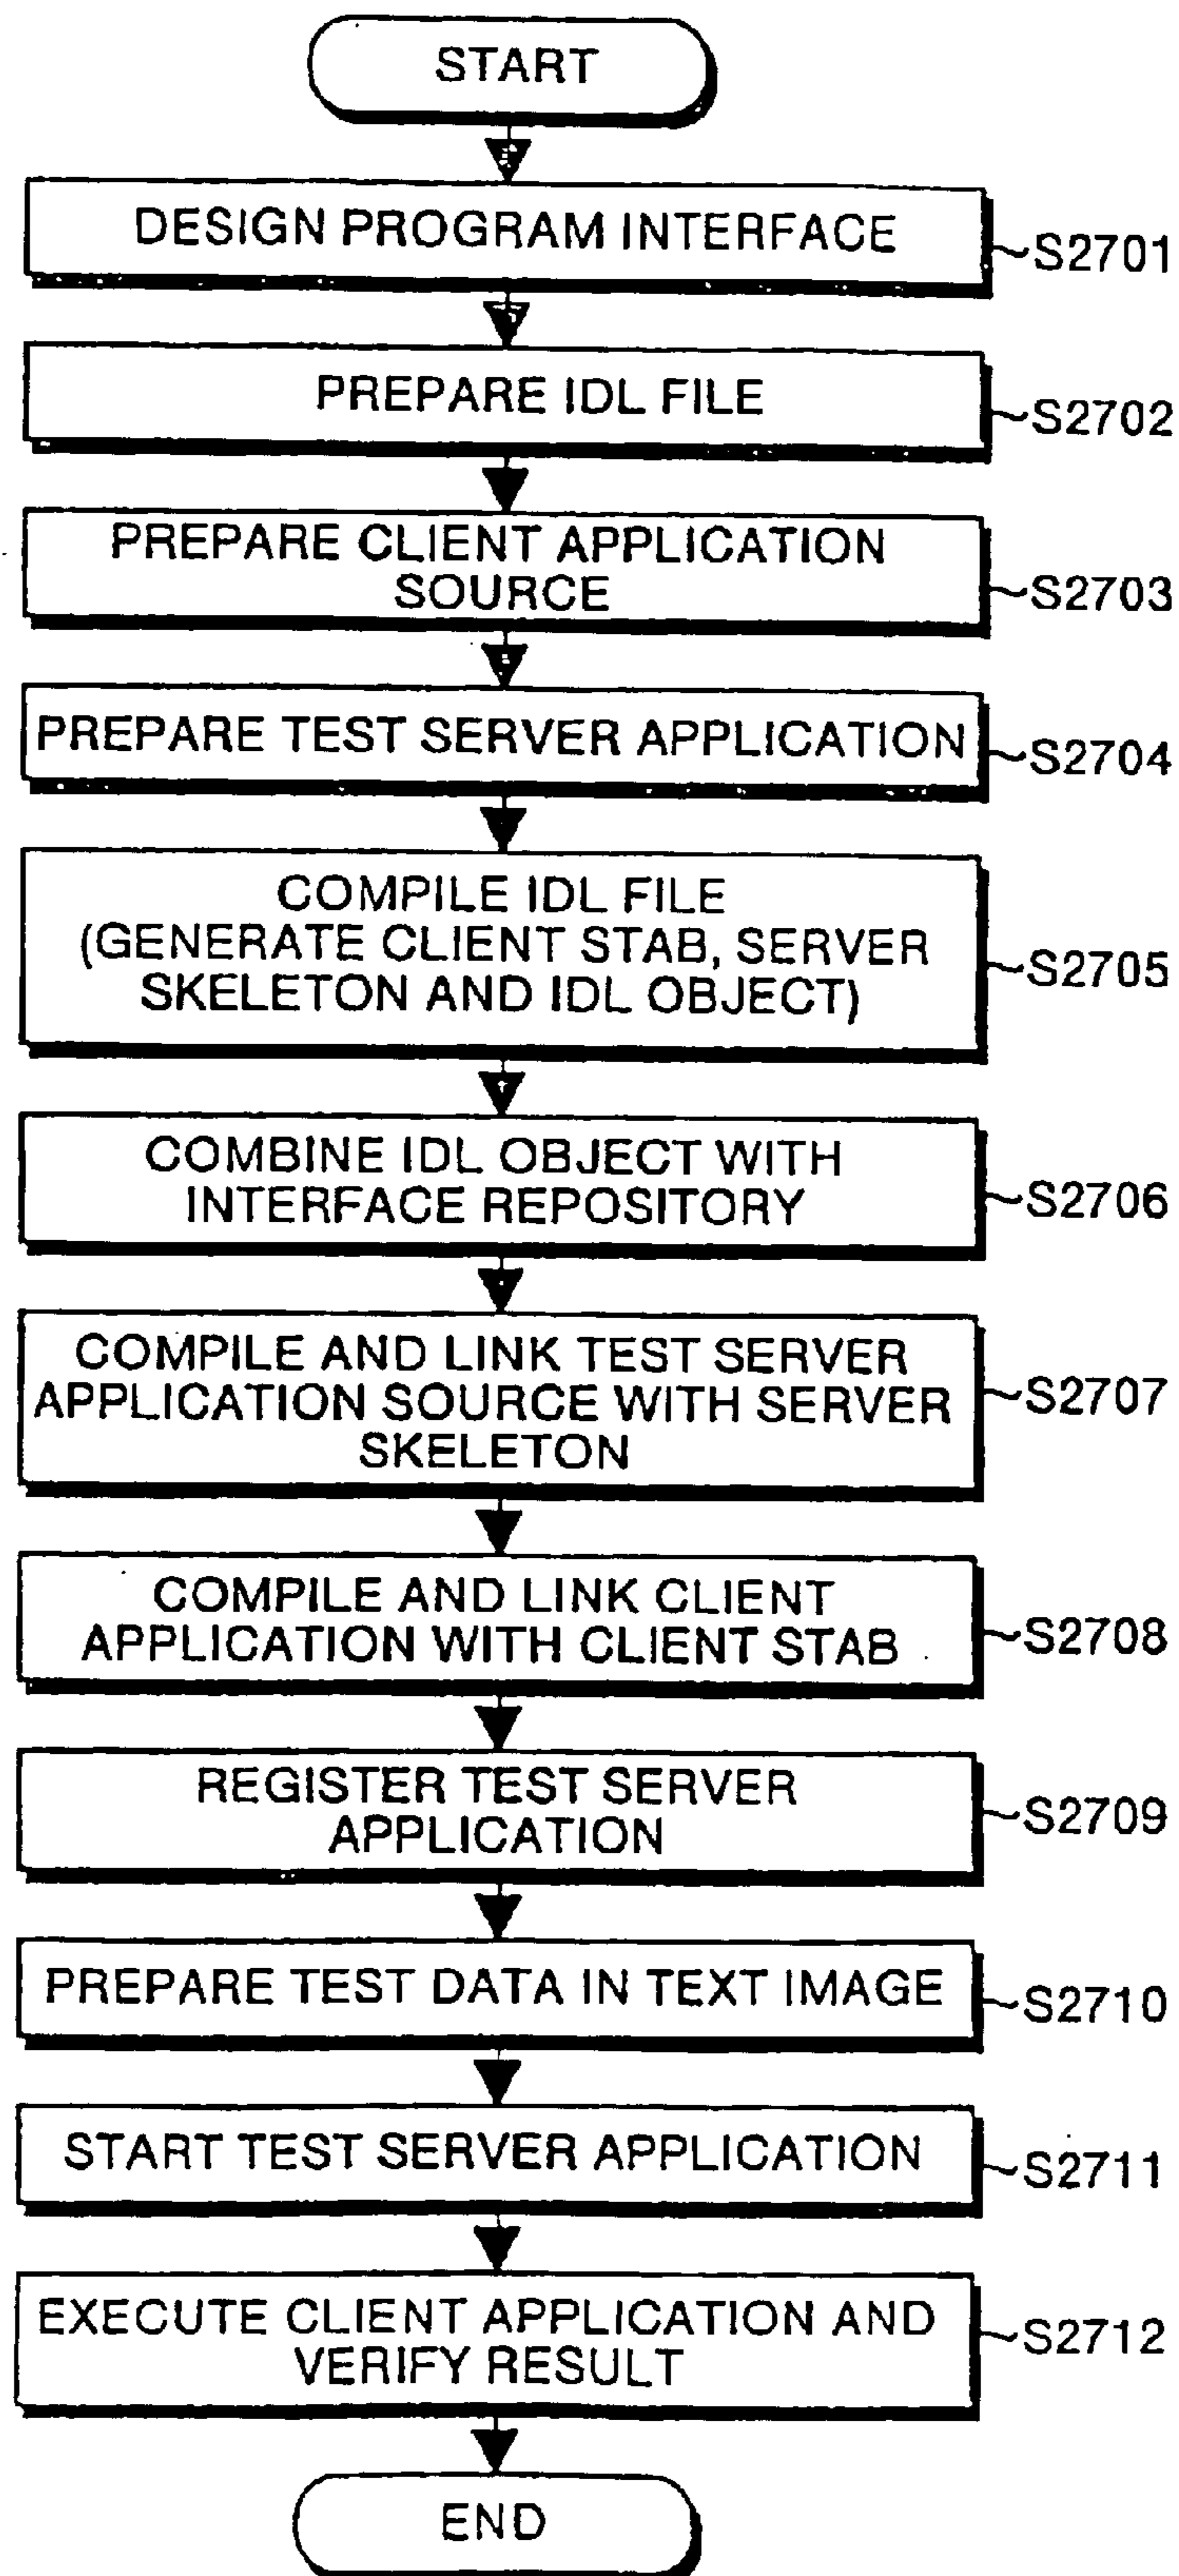 START
DESIGN PROGRAM INTERFACE
S2701
PREPARE IDL FILE
S2702
PREPARE CLIENT APPLICATION
SOURCE
S2703
PREPARE TEST SERVER APPLICATION
S2704
COMPILE IDL FILE
(GENERATE CLIENT STAB, SERVER
SKELETON AND IDL OBJECT)
S2705
COMBINE IDL OBJECT WITH
INTERFACE REPOSITORY
S2706
COMPILE AND LINK TEST SERVER
APPLICATION SOURCE WITH SERVER
SKELETON
S2707
COMPILE AND LINK CLIENT
APPLICATION WITH CLIENT STAB
S2708
REGISTER TEST SERVER
APPLICATION
S2709
PREPARE TEST DATA IN TEXT IMAGE
S2710
START TEST SERVER APPLICATION
S2711
EXECUTE CLIENT APPLICATION AND
VERIFY RESULT
S2712
END